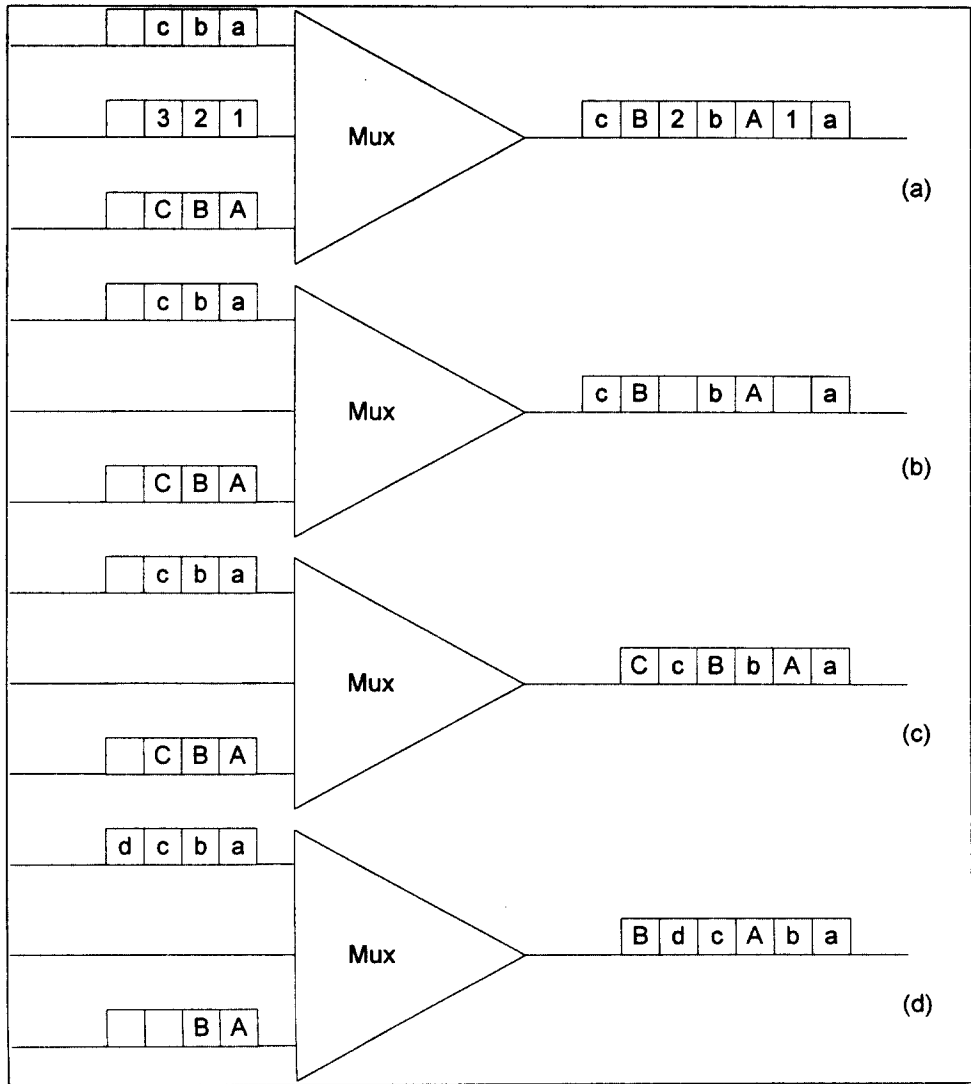 c b a
3 2 1
Mux
c B 2 b A 1 a
(a)
C B A
c b a
Mux
c B b A a
(b)
C B A
c b a
Mux
C c B b A a
(c)
C B A
d c b a
Mux
B d c A b a
(d)
B A